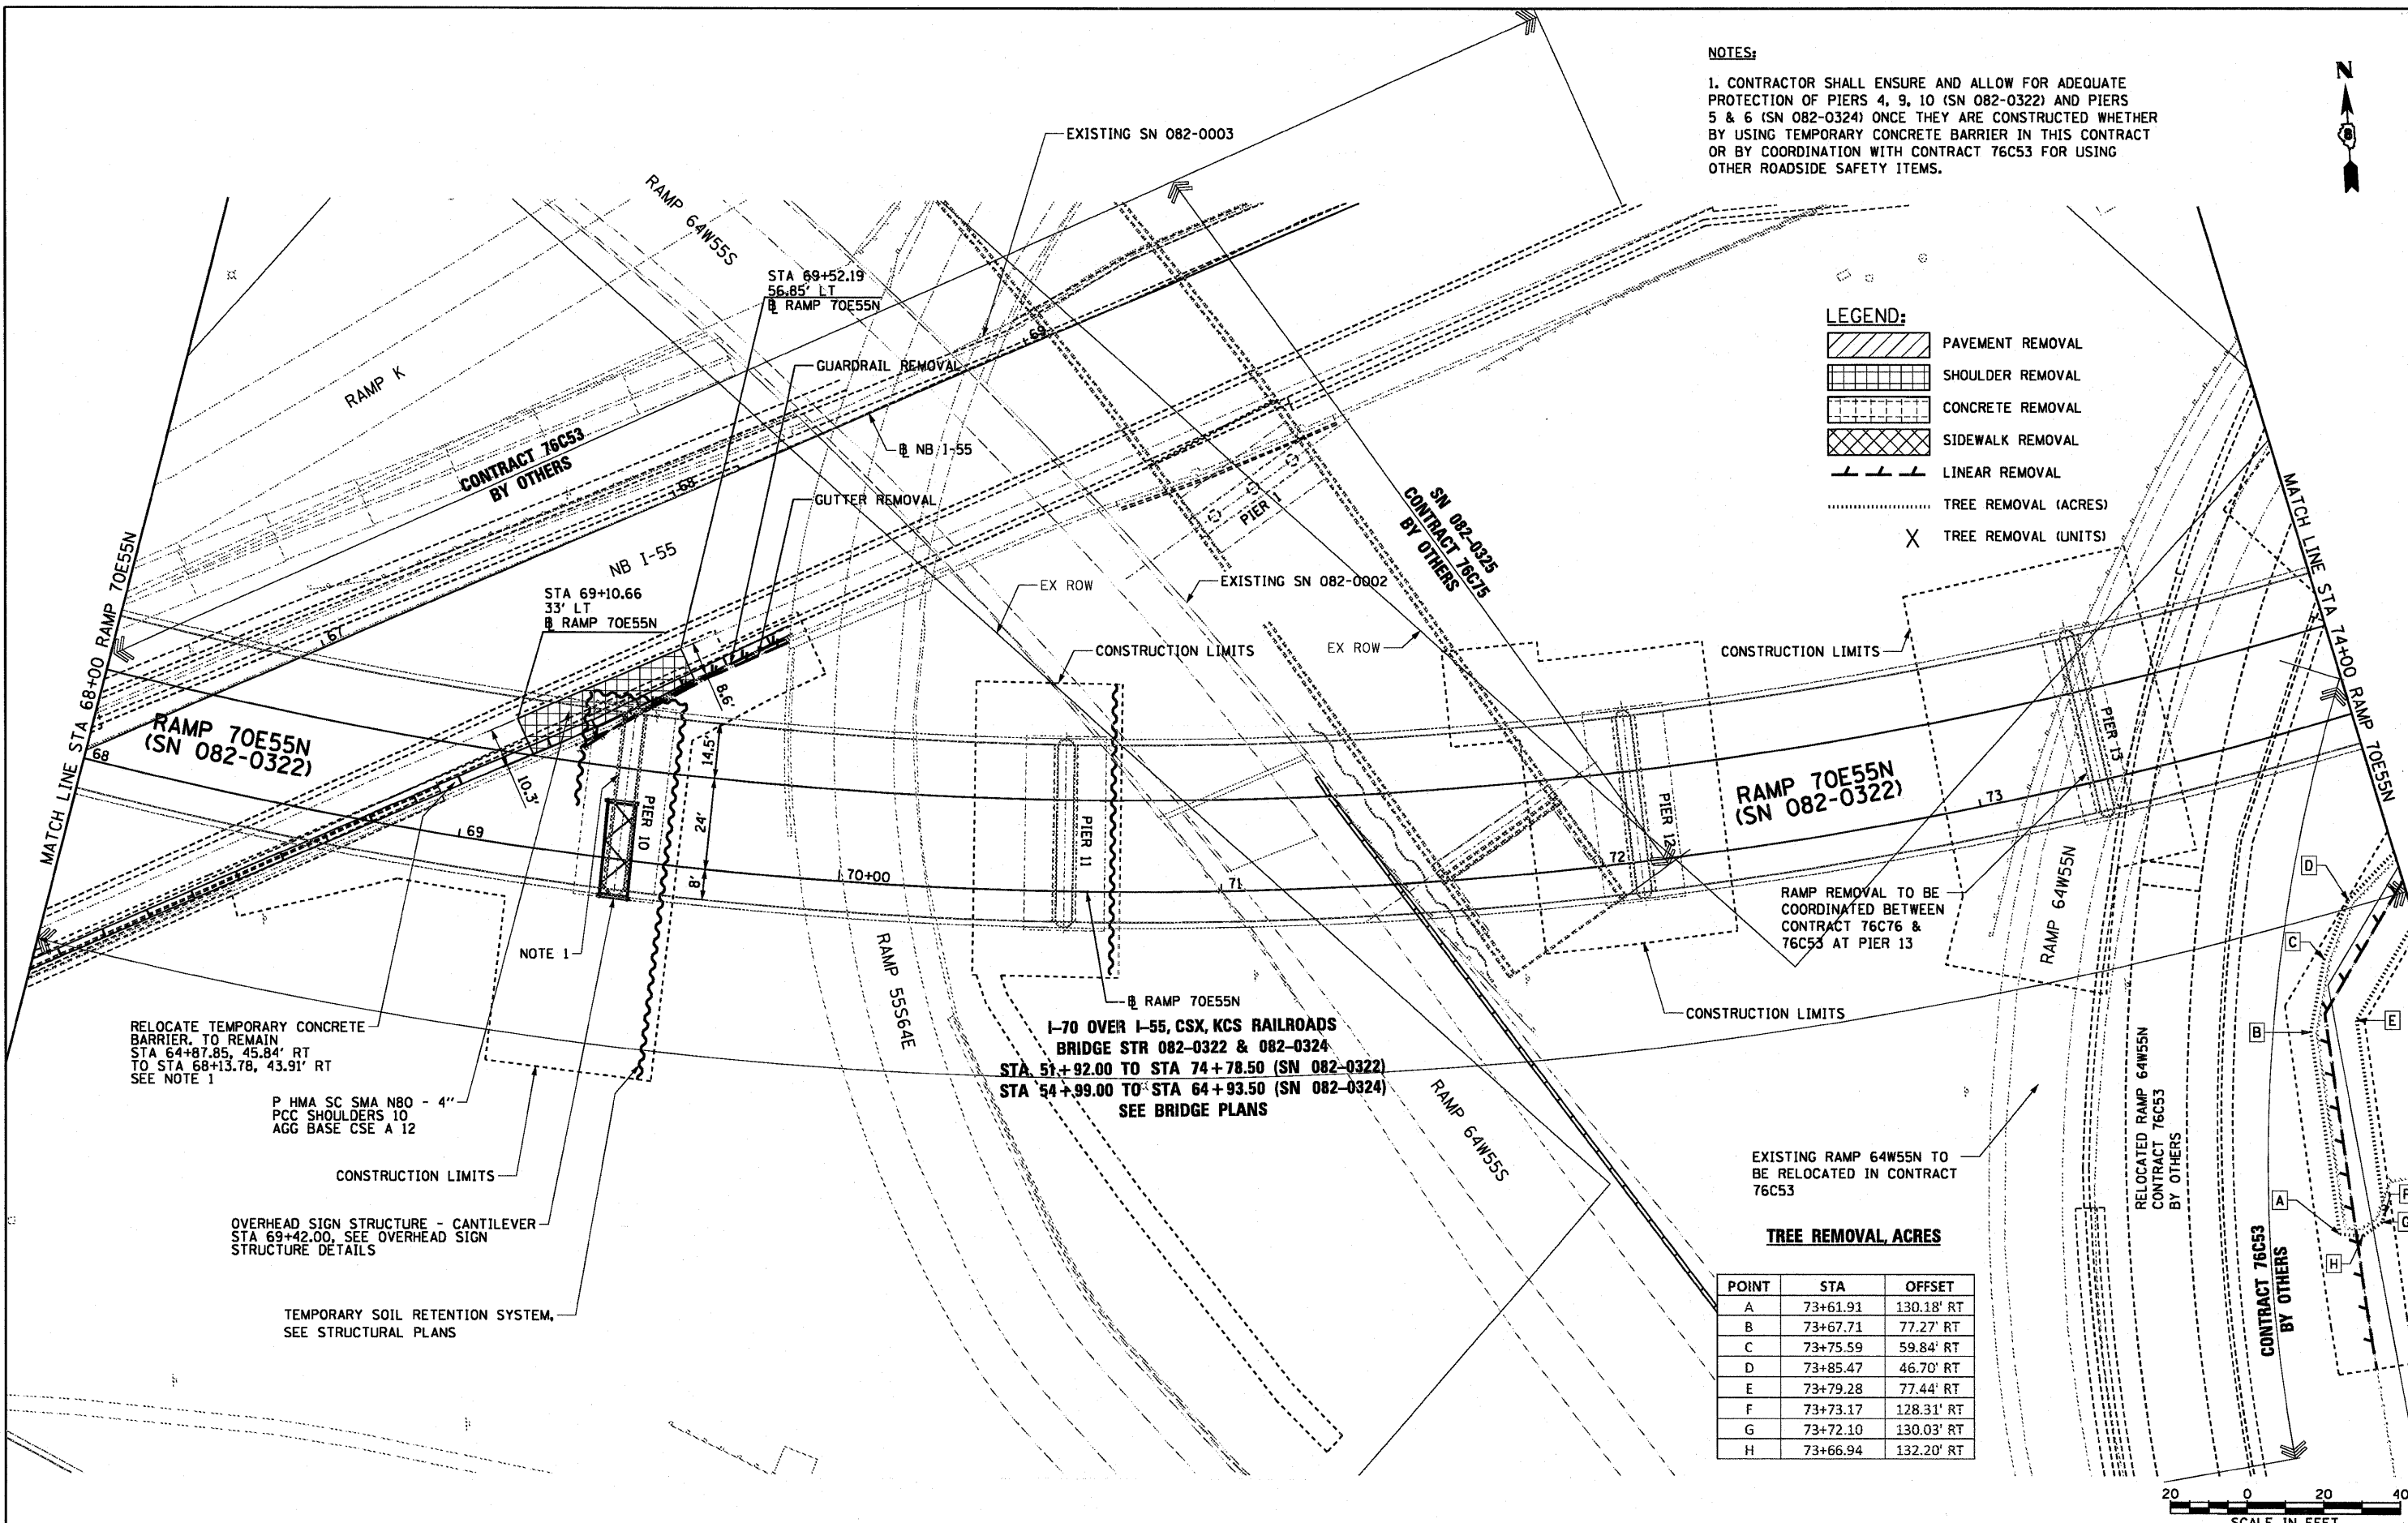 NOTES:
1. CONTRACTOR SHALL ENSURE AND ALLOW FOR ADEQUATE
PROTECTION OF PIERS 4, 9, 10 (SN 082-0322) AND PIERS
5 & 6 (SN 082-0324) ONCE THEY ARE CONSTRUCTED WHETHER
BY USING TEMPORARY CONCRETE BARRIER IN THIS CONTRACT
OR BY COORDINATION WITH CONTRACT 76C53 FOR USING
OTHER ROADSIDE SAFETY ITEMS.
N
EXISTING SN 082-0003
RAMP 64W55S
STA 69+52.19
56.85' LT
℄ RAMP 70E55N
69
RAMP K
GUARDRAIL REMOVAL
LEGEND:
PAVEMENT REMOVAL
SHOULDER REMOVAL
CONCRETE REMOVAL
SIDEWALK REMOVAL
LINEAR REMOVAL
TREE REMOVAL (ACRES)
X TREE REMOVAL (UNITS)
CONTRACT 76C53
BY OTHERS
℄ NB I-55
68
GUTTER REMOVAL
PIER 1
SN 082-0325
CONTRACT 76C75
BY OTHERS
NB I-55
67
EX ROW
EXISTING SN 082-0002
STA 69+10.66
33' LT
℄ RAMP 70E55N
CONSTRUCTION LIMITS
EX ROW
CONSTRUCTION LIMITS
MATCH LINE STA 68+00 RAMP 70E55N
MATCH LINE STA 74+00 RAMP 70E55N
RAMP 70E55N
(SN 082-0322)
68
8.6'
10.3'
14.5'
24'
8'
PIER 10
69
70+00
PIER 11
71
72
PIER 12
RAMP 70E55N
(SN 082-0322)
73
PIER 13
NOTE 1
RAMP 55S64E
℄ RAMP 70E55N
I-70 OVER I-55, CSX, KCS RAILROADS
BRIDGE STR 082-0322 & 082-0324
STA. 51+92.00 TO STA 74+78.50 (SN 082-0322)
STA 54+99.00 TO STA 64+93.50 (SN 082-0324)
SEE BRIDGE PLANS
RAMP REMOVAL TO BE
COORDINATED BETWEEN
CONTRACT 76C76 &
76C53 AT PIER 13
RAMP 64W55N
CONSTRUCTION LIMITS
RELOCATE TEMPORARY CONCRETE
BARRIER. TO REMAIN
STA 64+87.85, 45.84' RT
TO STA 68+13.78, 43.91' RT
SEE NOTE 1
P HMA SC SMA N80 - 4"
PCC SHOULDERS 10
AGG BASE CSE A 12
CONSTRUCTION LIMITS
OVERHEAD SIGN STRUCTURE - CANTILEVER
STA 69+42.00, SEE OVERHEAD SIGN
STRUCTURE DETAILS
TEMPORARY SOIL RETENTION SYSTEM,
SEE STRUCTURAL PLANS
RAMP 64W55S
EXISTING RAMP 64W55N TO
BE RELOCATED IN CONTRACT
76C53
RELOCATED RAMP 64W55N
CONTRACT 76C53
BY OTHERS
CONTRACT 76C53
BY OTHERS
D
C
B
E
A
F
G
H
TREE REMOVAL, ACRES
POINT STA OFFSET
A 73+61.91 130.18' RT
B 73+67.71 77.27' RT
C 73+75.59 59.84' RT
D 73+85.47 46.70' RT
E 73+79.28 77.44' RT
F 73+73.17 128.31' RT
G 73+72.10 130.03' RT
H 73+66.94 132.20' RT
20 0 20 40
SCALE IN FEET